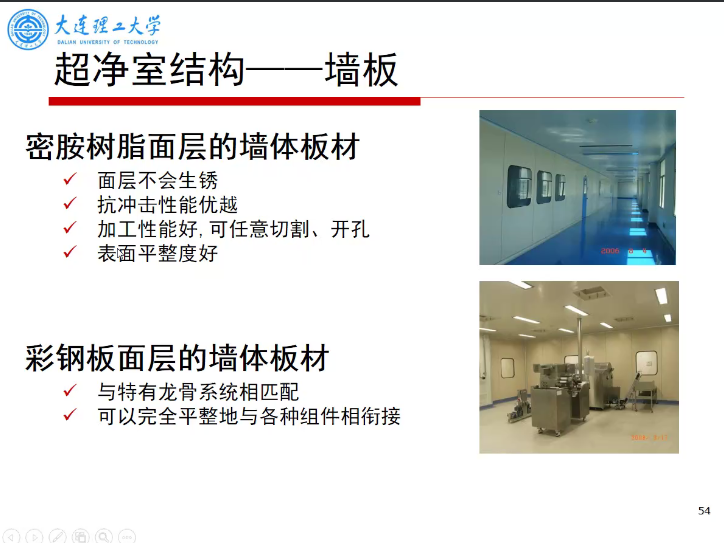 大连理工大学
DALIAN UNIVERSITY OF TECHNOLOGY
超净室结构——墙板
密胺树脂面层的墙体板材
✓ 面层不会生锈
✓ 抗冲击性能优越
✓ 加工性能好,可任意切割、开孔
✓ 表面平整度好
彩钢板面层的墙体板材
✓ 与特有龙骨系统相匹配
✓ 可以完全平整地与各种组件相衔接
54